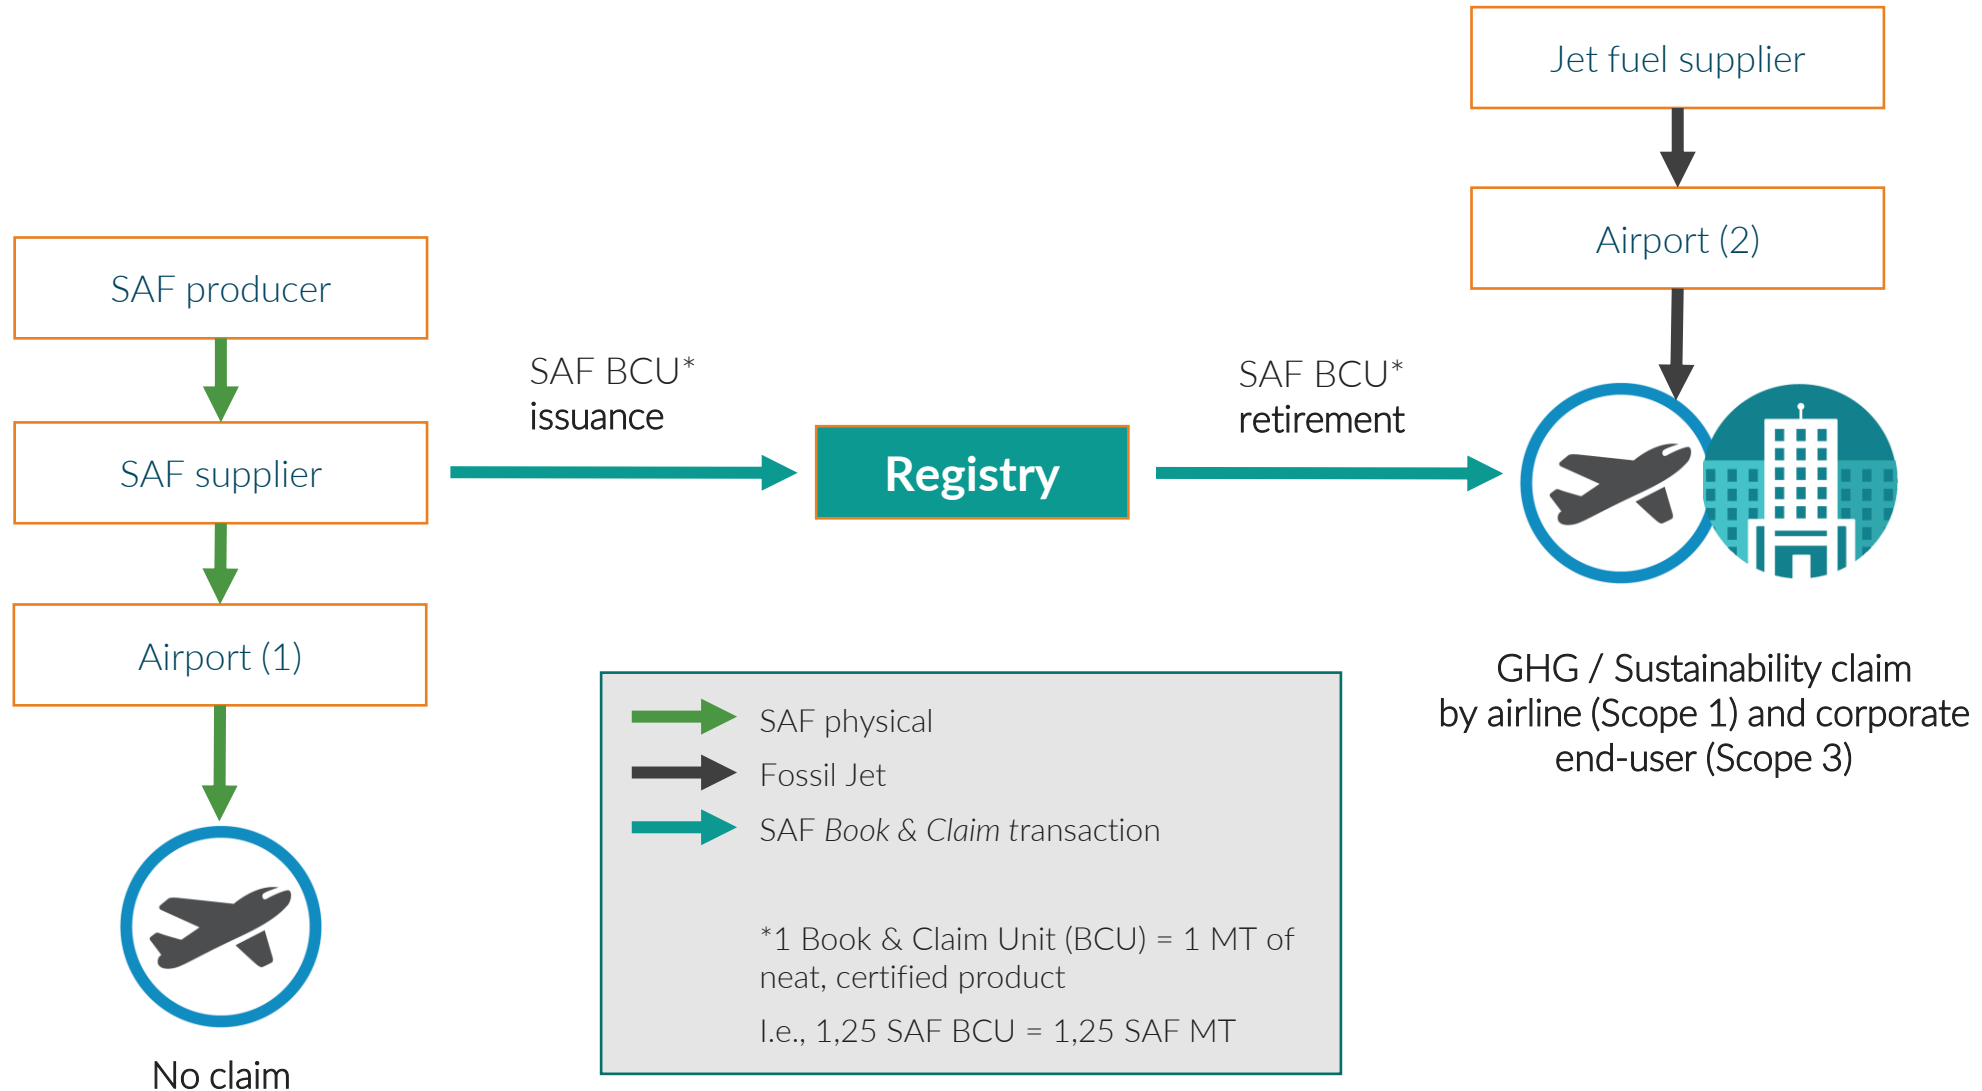 Jet fuel supplier
Airport (2)
SAF producer
SAF supplier
Airport (1)
No claim
SAF BCU*
issuance
Registry
SAF BCU*
retirement
GHG / Sustainability claim
by airline (Scope 1) and corporate
end-user (Scope 3)
SAF physical
Fossil Jet
SAF Book & Claim transaction
*1 Book & Claim Unit (BCU) = 1 MT of
neat, certified product
I.e., 1,25 SAF BCU = 1,25 SAF MT